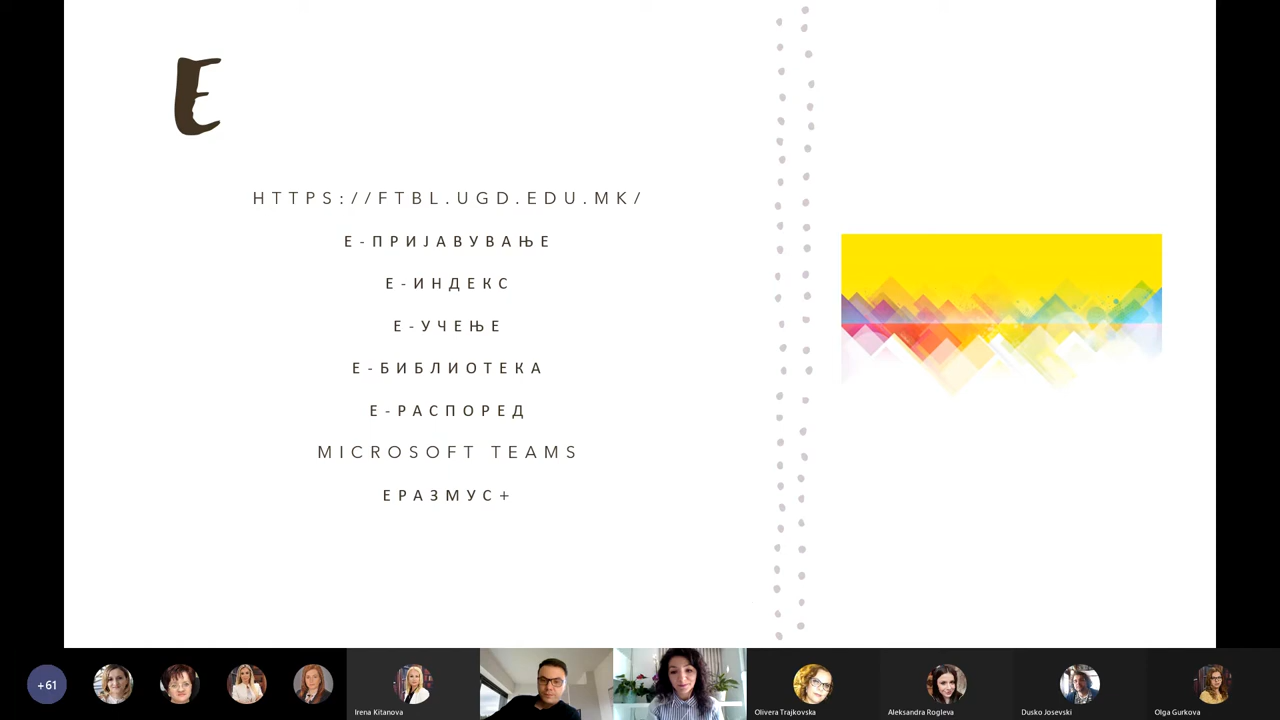 E
HTTPS://FTBL.UGD.EDU.MK/
Е-ПРИЈАВУВАЊЕ
Е-ИНДЕКС
Е-УЧЕЊЕ
Е-БИБЛИОТЕКА
Е-РАСПОРЕД
MICROSOFT TEAMS
ЕРАЗМУС+
+61
Irena Kitanova
Olivera Trajkovska
Aleksandra Rogleva
Dusko Josevski
Olga Gurkova